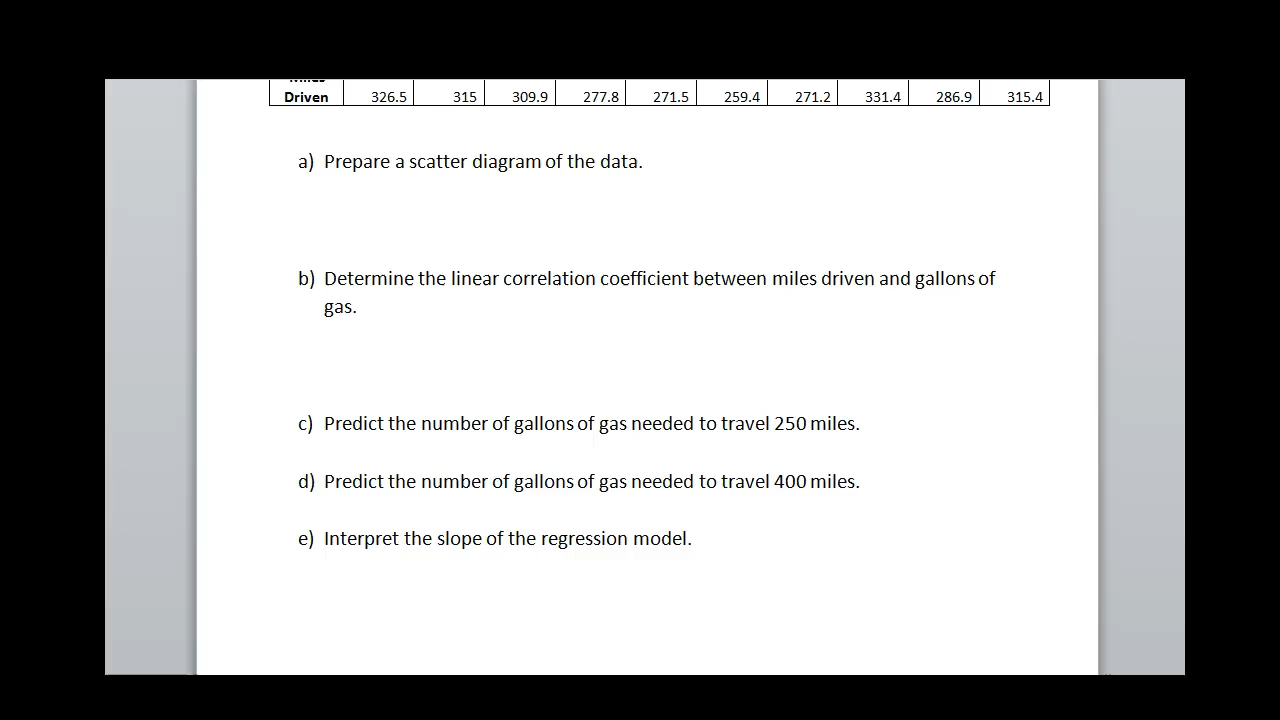 Driven 326.5 315 309.9 277.8 271.5 259.4 271.2 331.4 286.9 315.4
a) Prepare a scatter diagram of the data.
b) Determine the linear correlation coefficient between miles driven and gallons of
gas.
c) Predict the number of gallons of gas needed to travel 250 miles.
d) Predict the number of gallons of gas needed to travel 400 miles.
e) Interpret the slope of the regression model.